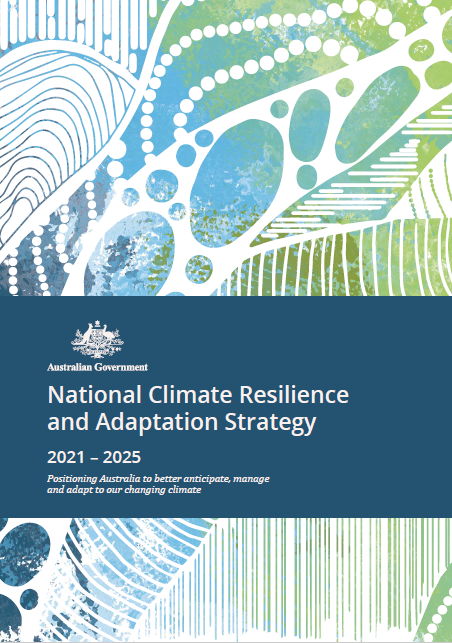 Australian Government
National Climate Resilience
and Adaptation Strategy
2021 – 2025
Positioning Australia to better anticipate, manage
and adapt to our changing climate